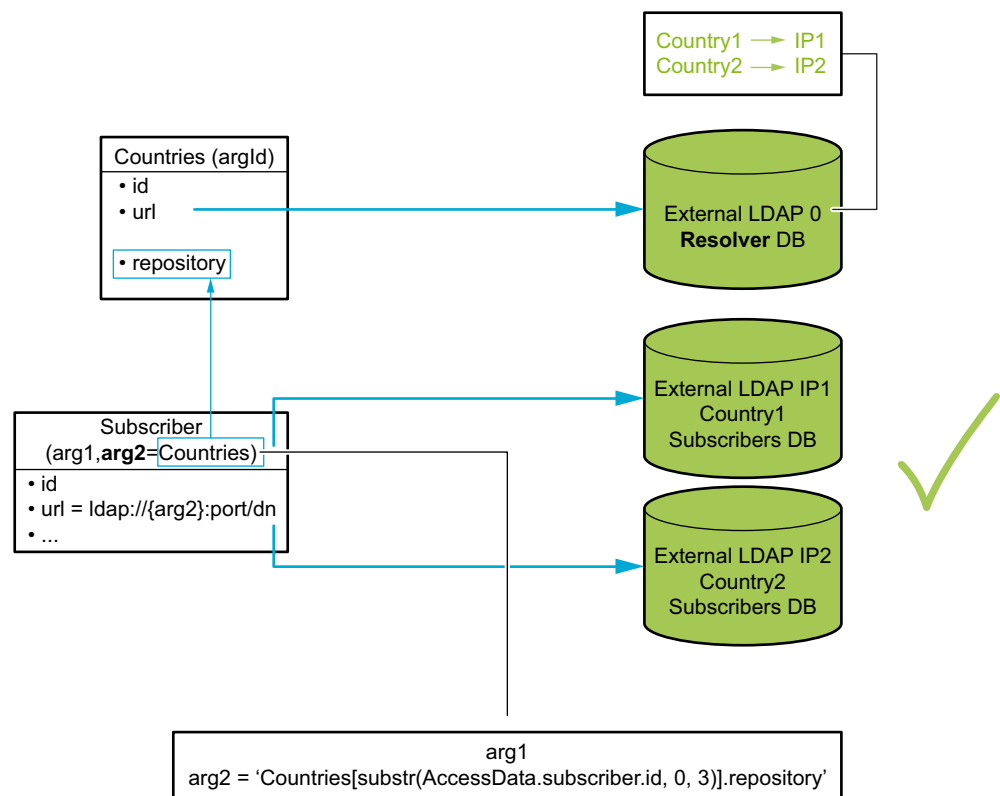 Country1 → IP1
Country2 → IP2
Countries (argId)
• id
• url
• repository
External LDAP 0
Resolver DB
External LDAP IP1
Country1
Subscribers DB
Subscriber
(arg1,arg2=Countries)
• id
• url = ldap://{arg2}:port/dn
• ...
External LDAP IP2
Country2
Subscribers DB
arg1
arg2 = ‘Countries[substr(AccessData.subscriber.id, 0, 3)].repository’